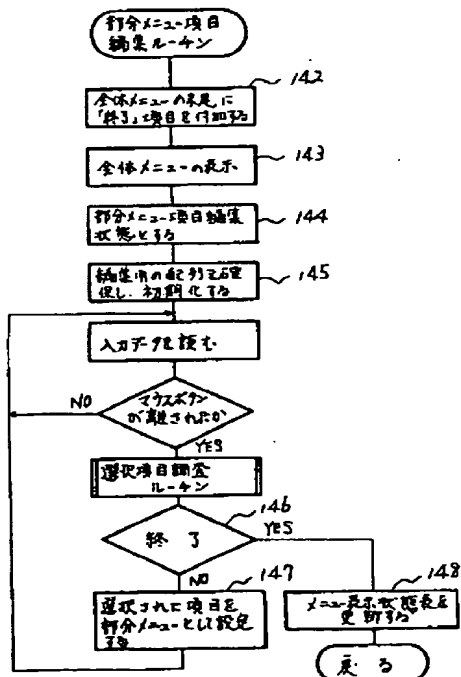 部分メニュー項目
編集ルーチン
142
全体メニューの末尾に
「終了」項目を付加する
143
全体メニューの表示
144
部分メニュー項目編集
状態とする
145
編集用の配列を確
保し、初期化する
入力データを読む
マウスボタン
が離されたか
NO
YES
選択項目調査
ルーチン
146
終了
YES
NO
147
選択された項目を
部分メニューとして設定
する
148
メニュー表示状態表を
更新する
戻る